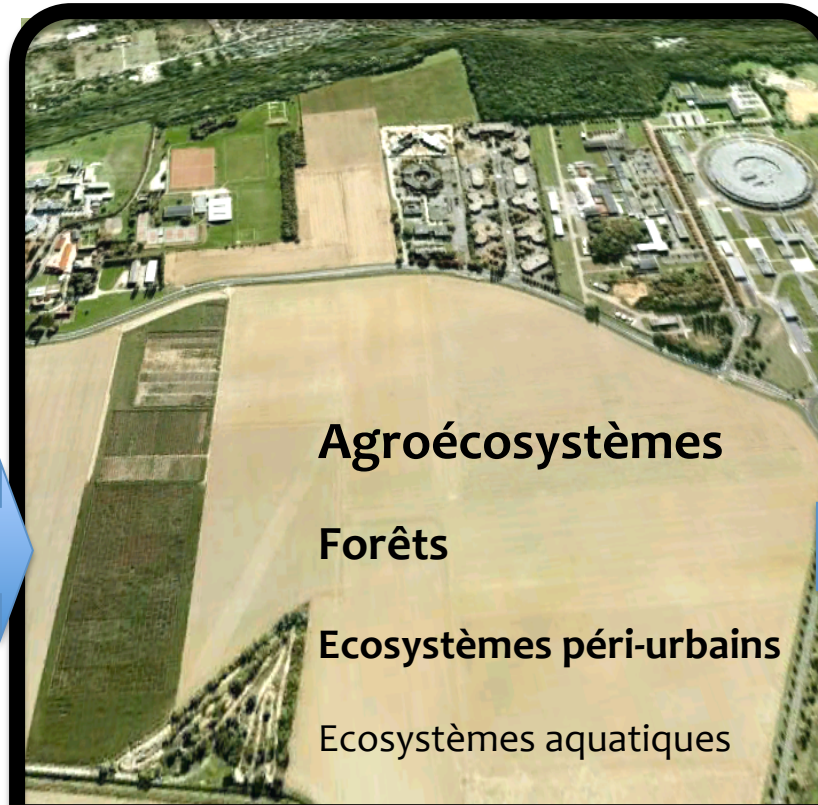 Agroécosystèmes
Forêts
Ecosystèmes péri-urbains
Ecosystèmes aquatiques